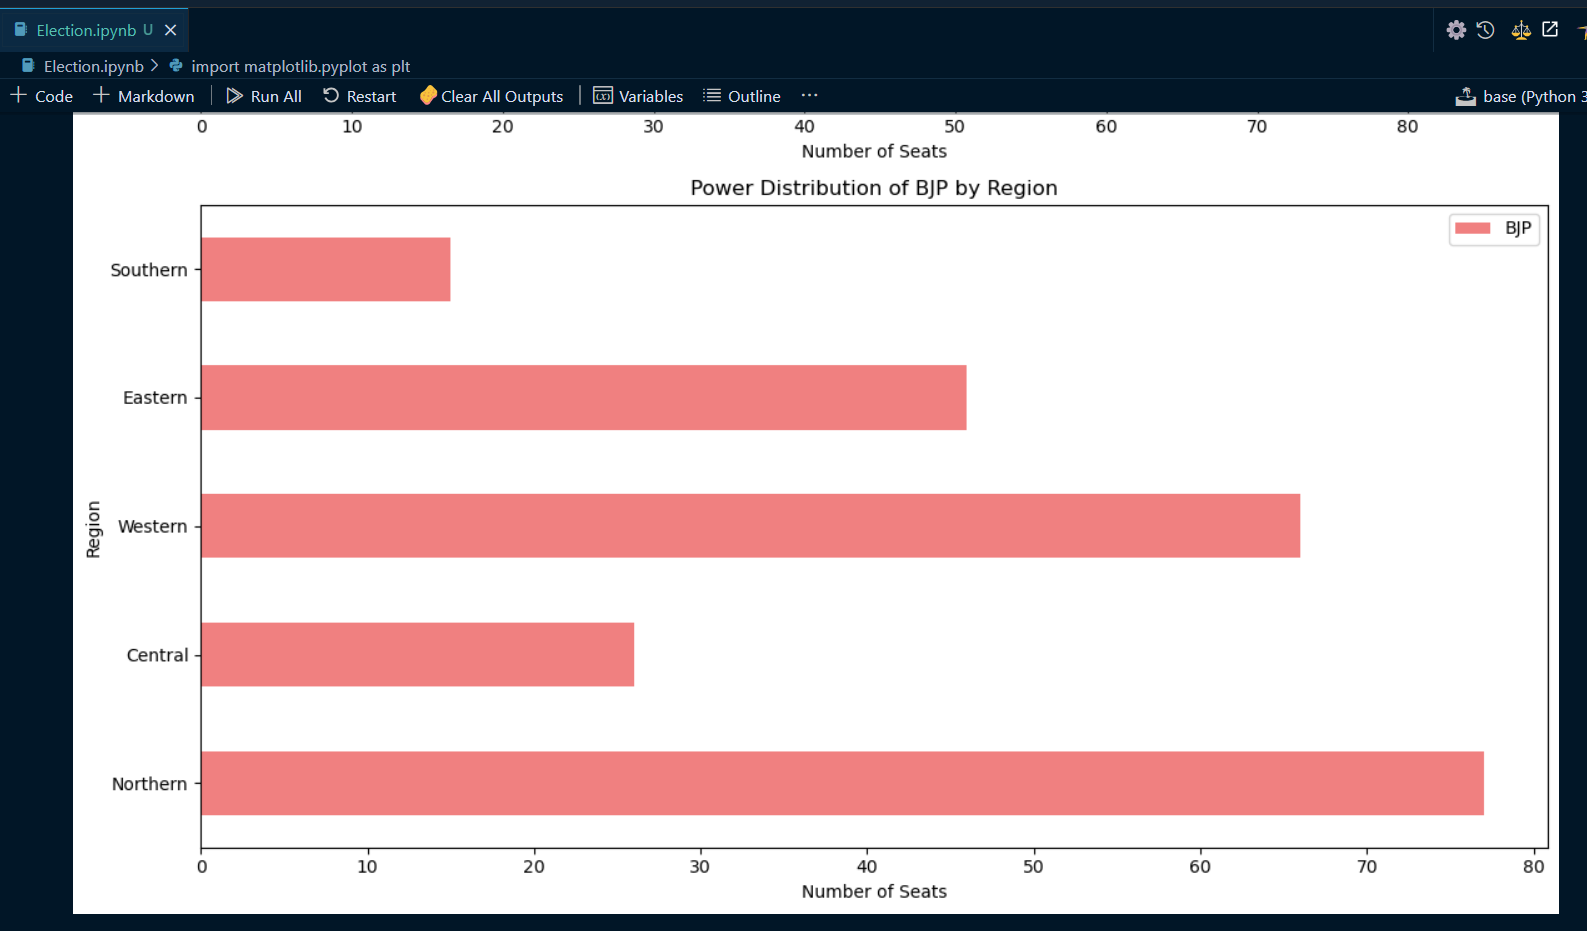 Election.ipynb U
Election.ipynb > import matplotlib.pyplot as plt
+ Code + Markdown | Run All Restart Clear All Outputs | Variables Outline ...
base (Python 3
0 10 20 30 40 50 60 70 80
Number of Seats
Power Distribution of BJP by Region
BJP
Southern
Eastern
Western
Central
Northern
Region
0 10 20 30 40 50 60 70 80
Number of Seats